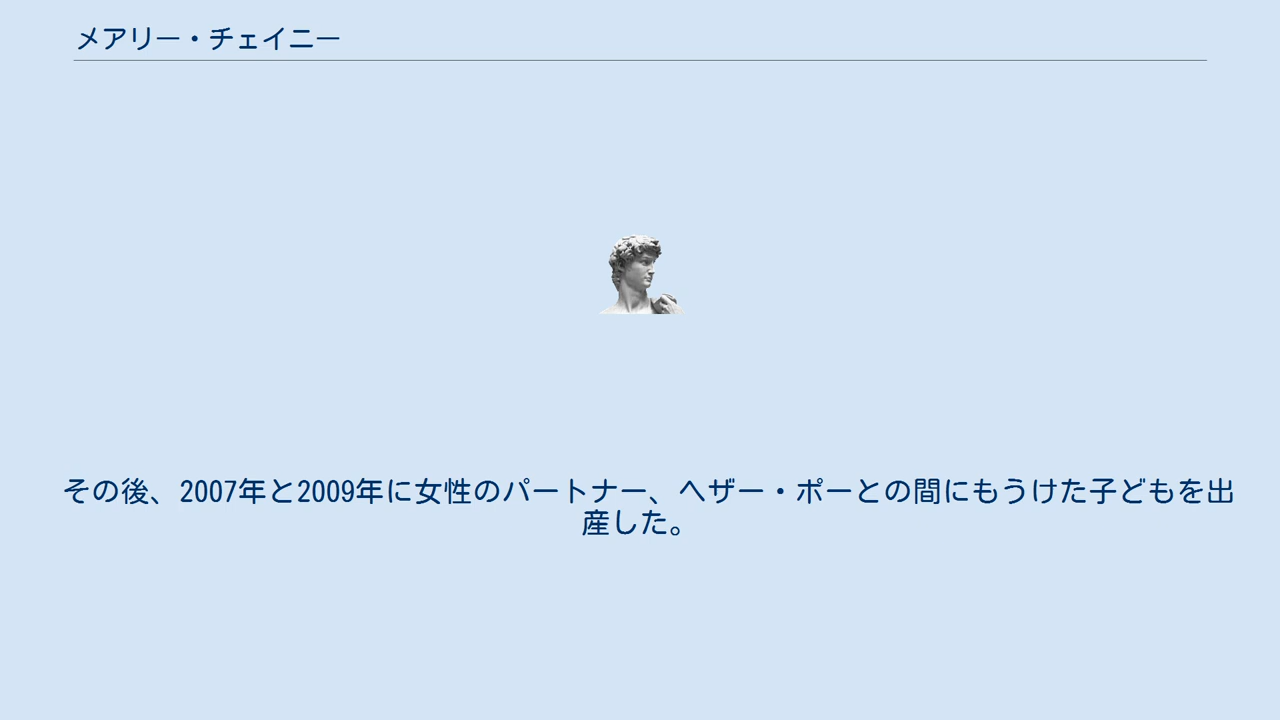 メアリー・チェイニー
その後、2007年と2009年に女性のパートナー、ヘザー・ポーとの間にもうけた子どもを出
産した。